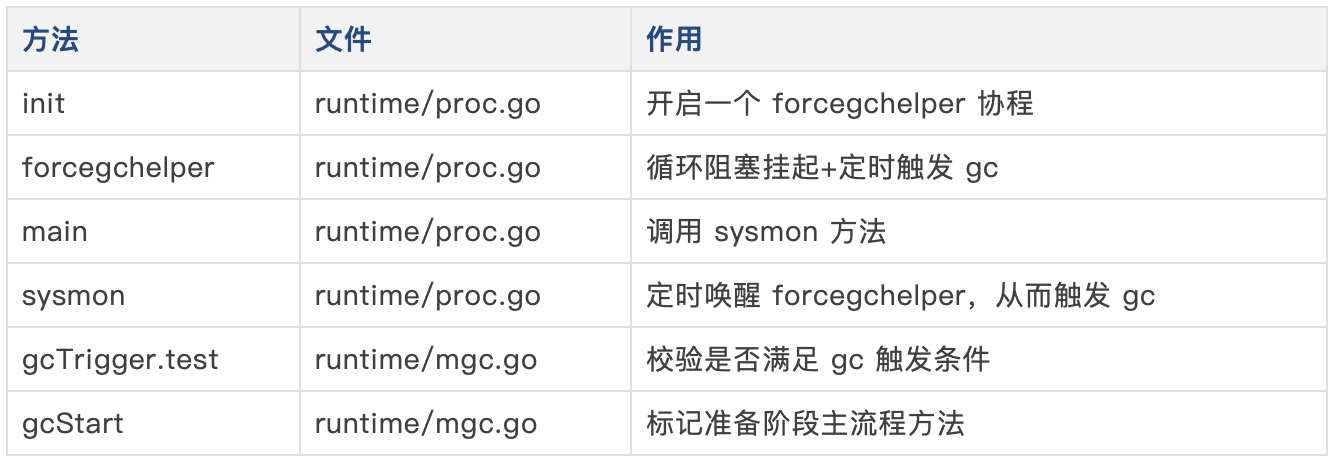 方法 文件 作用
init runtime/proc.go 开启一个 forcegchelper 协程
forcegchelper runtime/proc.go 循环阻塞挂起+定时触发 gc
main runtime/proc.go 调用 sysmon 方法
sysmon runtime/proc.go 定时唤醒 forcegchelper，从而触发 gc
gcTrigger.test runtime/mgc.go 校验是否满足 gc 触发条件
gcStart runtime/mgc.go 标记准备阶段主流程方法